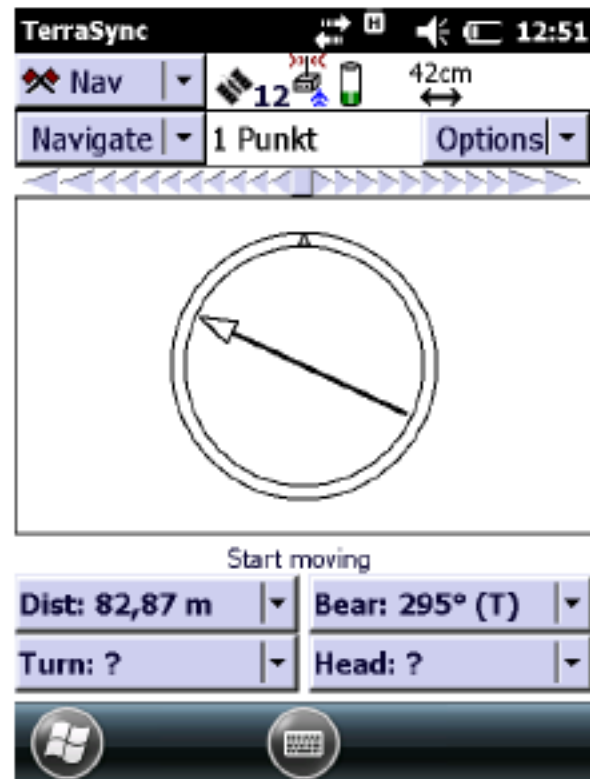 TerraSync H 12:51
Nav 12 42cm
Navigate 1 Punkt Options
Start moving
Dist: 82,87 m Bear: 295° (T)
Turn: ? Head: ?